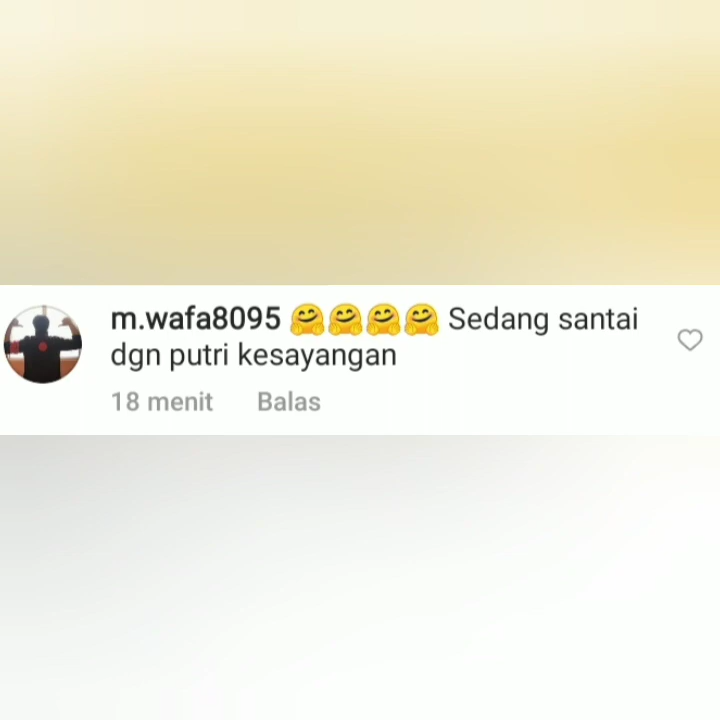 m.wafa8095 🤗🤗🤗🤗 Sedang santai
dgn putri kesayangan
18 menit Balas